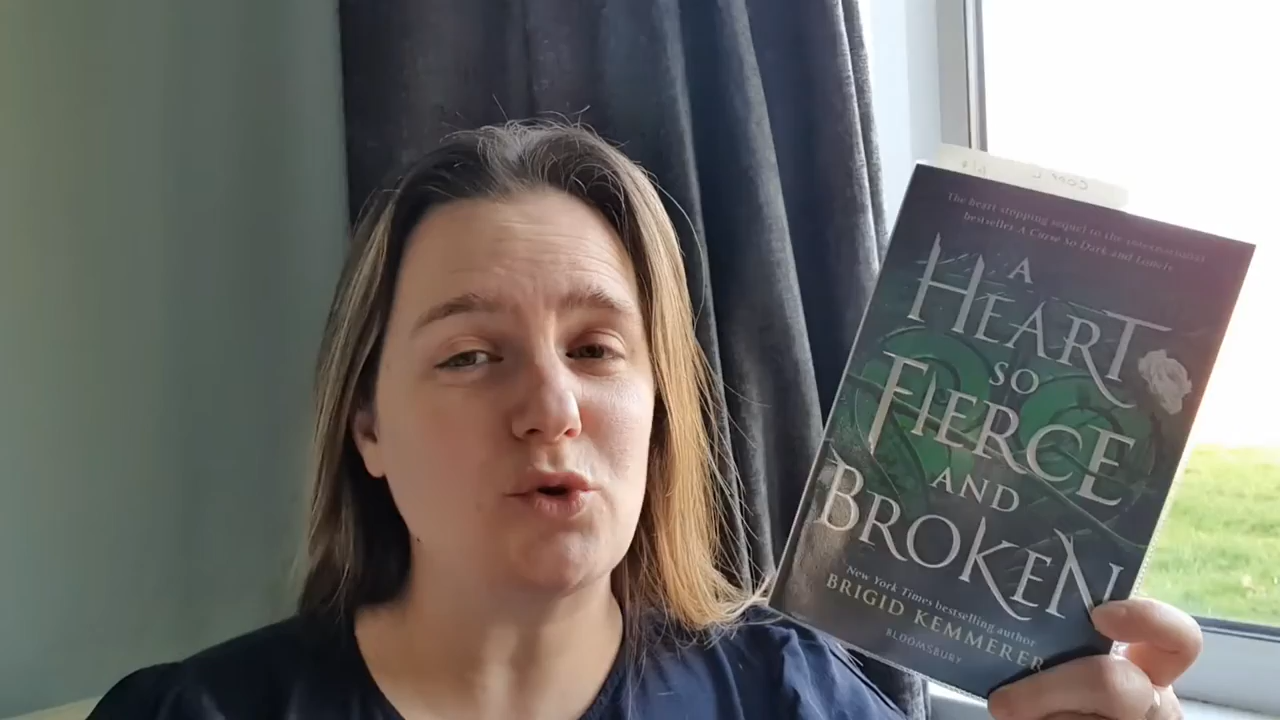 The heart-stopping sequel to the international
bestseller A Curse So Dark and Lonely
A
HEART
SO
FIERCE
AND
BROKEN
New York Times bestselling author
BRIGID KEMMERER
BLOOMSBURY